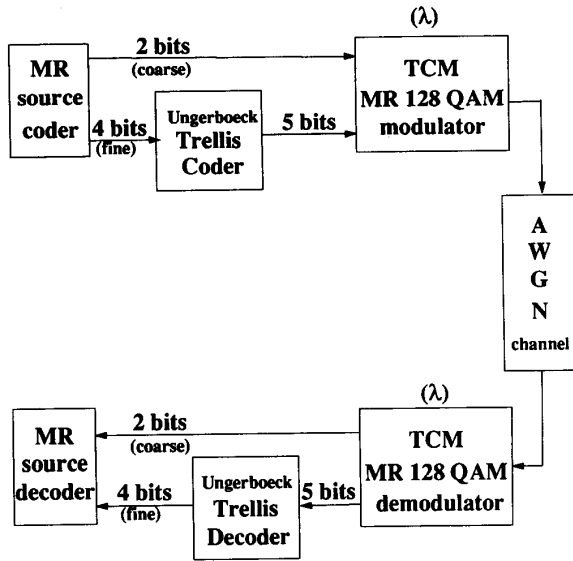 (λ)
2 bits
(coarse)
MR
source
coder
TCM
MR 128 QAM
modulator
4 bits
(fine)
Ungerboeck
Trellis
Coder
5 bits
A
W
G
N
channel
(λ)
2 bits
(coarse)
MR
source
decoder
TCM
MR 128 QAM
demodulator
4 bits
(fine)
Ungerboeck
Trellis
Decoder
5 bits